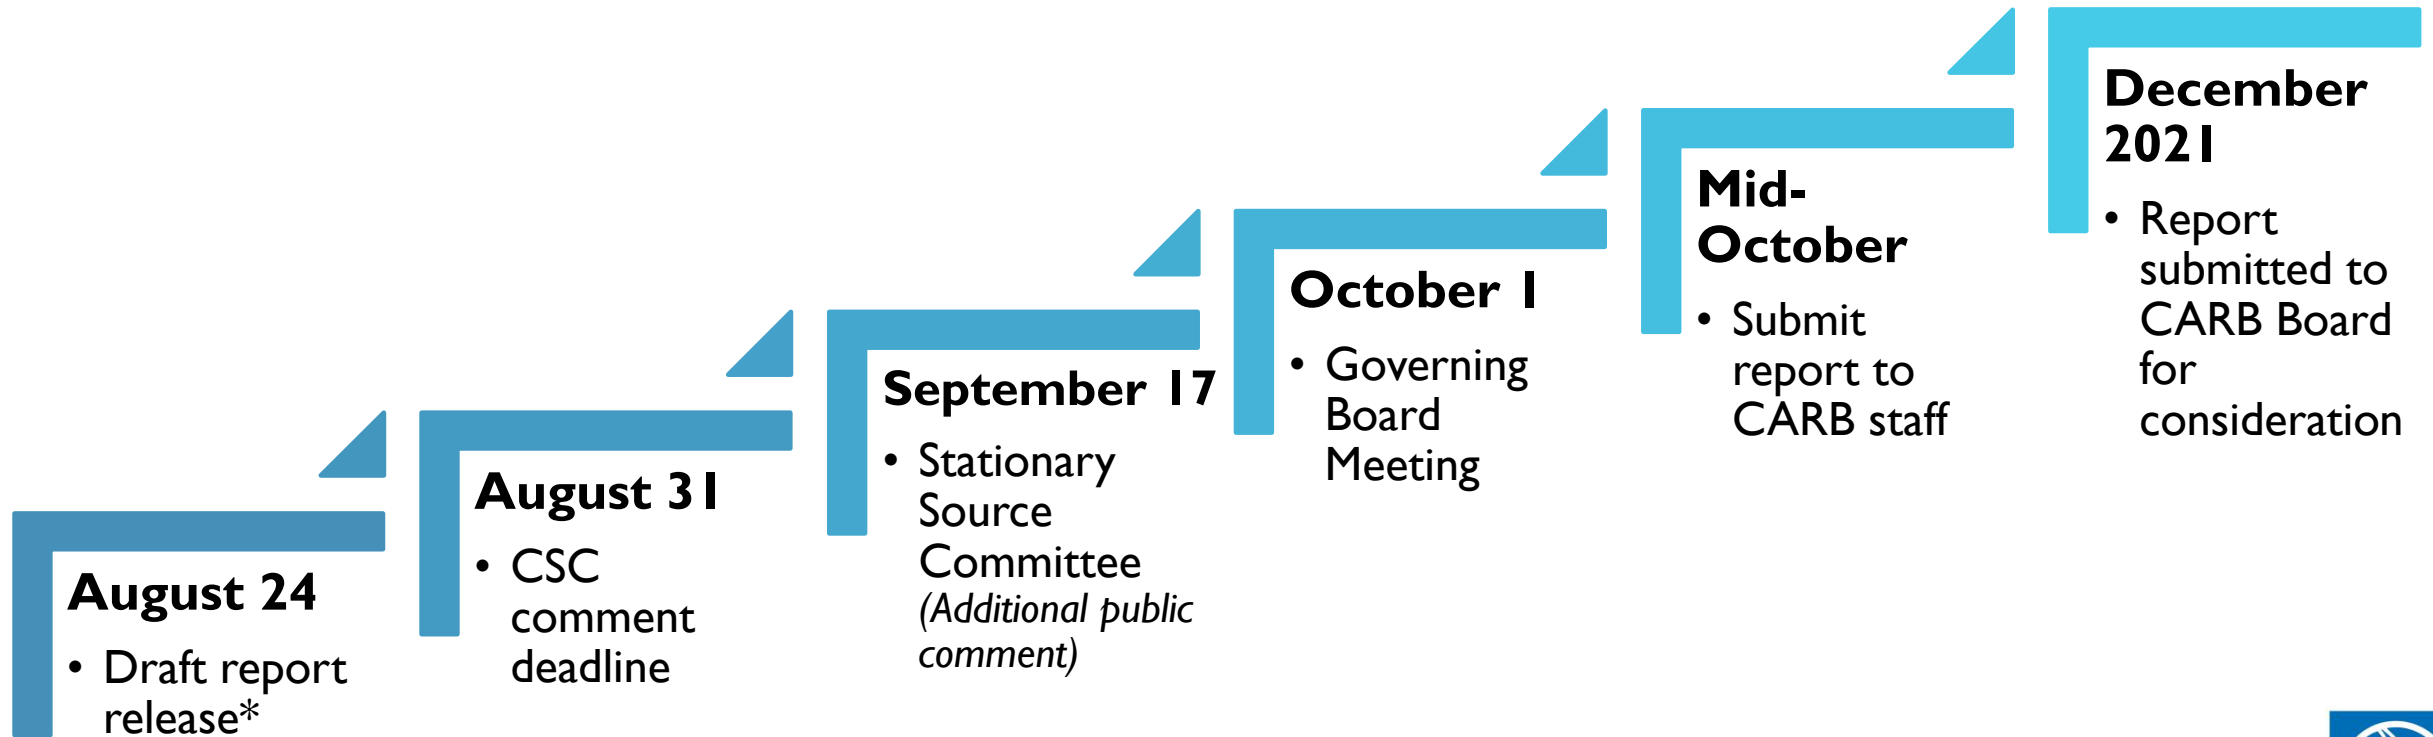 August 24
• Draft report
release*
August 31
• CSC
comment
deadline
September 17
• Stationary
Source
Committee
(Additional public
comment)
October 1
• Governing
Board
Meeting
Mid-
October
• Submit
report to
CARB staff
December
2021
• Report
submitted to
CARB Board
for
consideration